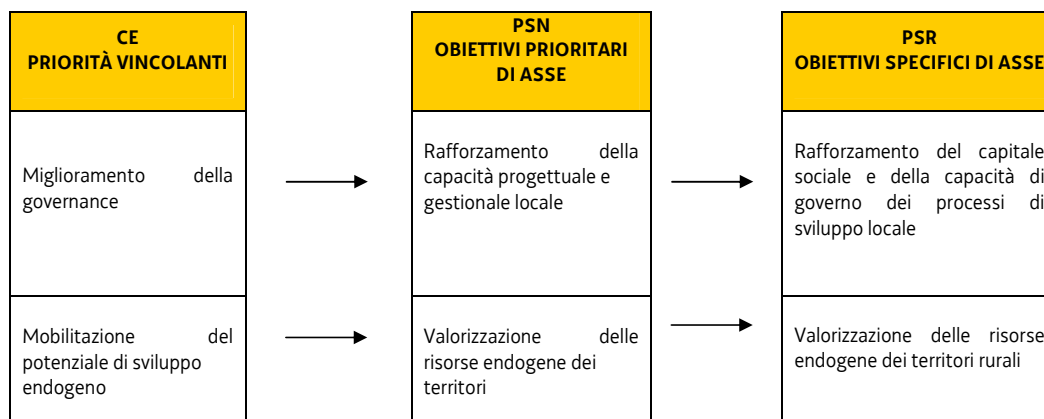 CE
PRIORITÀ VINCOLANTI
PSN
OBIETTIVI PRIORITARI
DI ASSE
PSR
OBIETTIVI SPECIFICI DI ASSE
Miglioramento della
governance
Rafforzamento della
capacità progettuale e
gestionale locale
Rafforzamento del capitale
sociale e della capacità di
governo dei processi di
sviluppo locale
Mobilitazione del
potenziale di sviluppo
endogeno
Valorizzazione delle
risorse endogene dei
territori
Valorizzazione delle risorse
endogene dei territori rurali